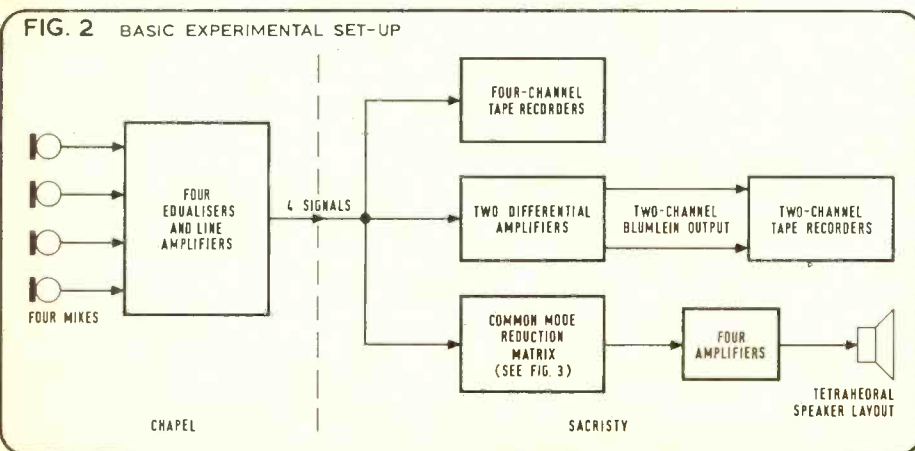 FIG. 2 BASIC EXPERIMENTAL SET-UP
FOUR MIKES
FOUR
EQUALISERS
AND LINE
AMPLIFIERS
4 SIGNALS
FOUR-CHANNEL
TAPE RECORDERS
TWO DIFFERENTIAL
AMPLIFIERS
TWO-CHANNEL
BLUMLEIN OUTPUT
TWO-CHANNEL
TAPE RECORDERS
COMMON MODE
REDUCTION
MATRIX
(SEE FIG. 3)
FOUR
AMPLIFIERS
TETRAHEDRAL
SPEAKER LAYOUT
CHAPEL
SACRISTY